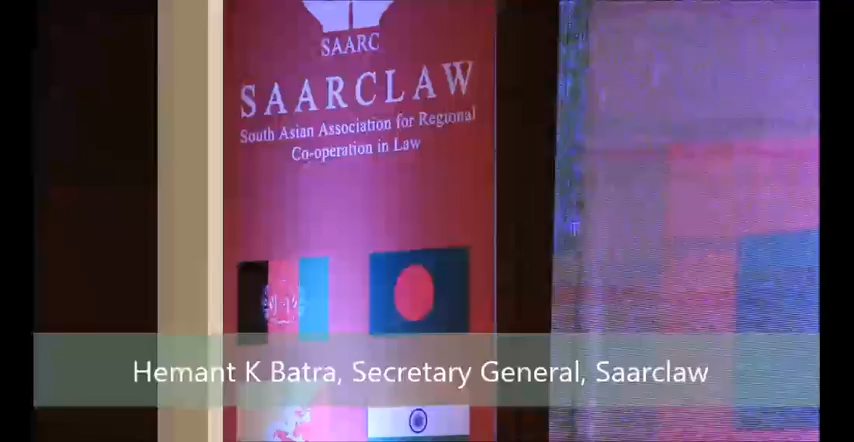 SAARC
SAARCLAW
South Asian Association for Regional
Co-operation in Law
Hemant K Batra, Secretary General, Saarclaw